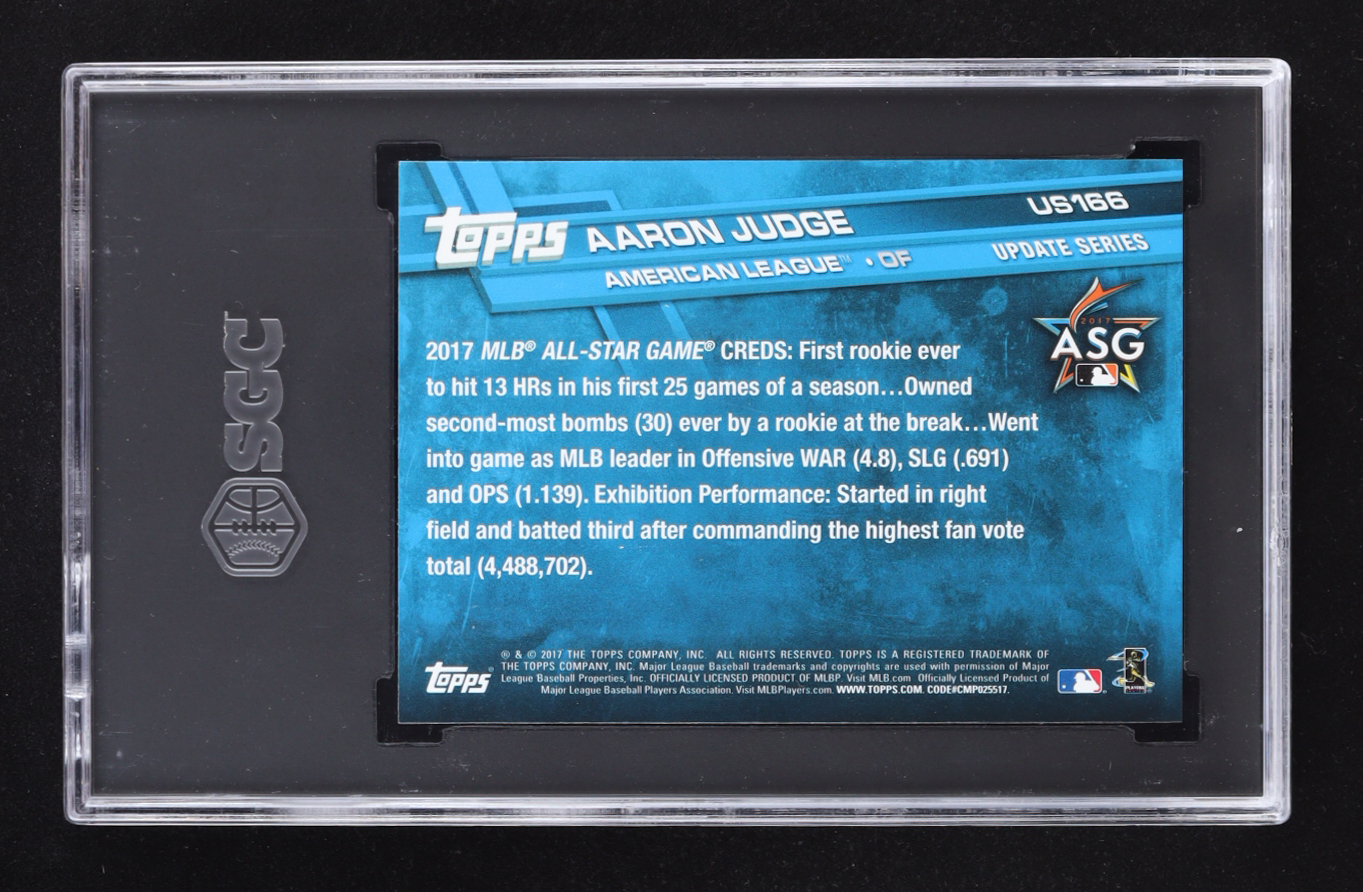 SGC
TOPPS AARON JUDGE US166
AMERICAN LEAGUE™ • OF UPDATE SERIES
2017
ASG
2017 MLB® ALL-STAR GAME® CREDS: First rookie ever
to hit 13 HRs in his first 25 games of a season...Owned
second-most bombs (30) ever by a rookie at the break...Went
into game as MLB leader in Offensive WAR (4.8), SLG (.691)
and OPS (1.139). Exhibition Performance: Started in right
field and batted third after commanding the highest fan vote
total (4,488,702).
TOPPS®
® & © 2017 THE TOPPS COMPANY, INC. ALL RIGHTS RESERVED. TOPPS IS A REGISTERED TRADEMARK OF
THE TOPPS COMPANY, INC. Major League Baseball trademarks and copyrights are used with permission of Major
League Baseball Properties, Inc. OFFICIALLY LICENSED PRODUCT OF MLBP. Visit MLB.com Officially Licensed Product of
Major League Baseball Players Association. Visit MLBPlayers.com. WWW.TOPPS.COM. CODE#CMP025517.
PLAYERS